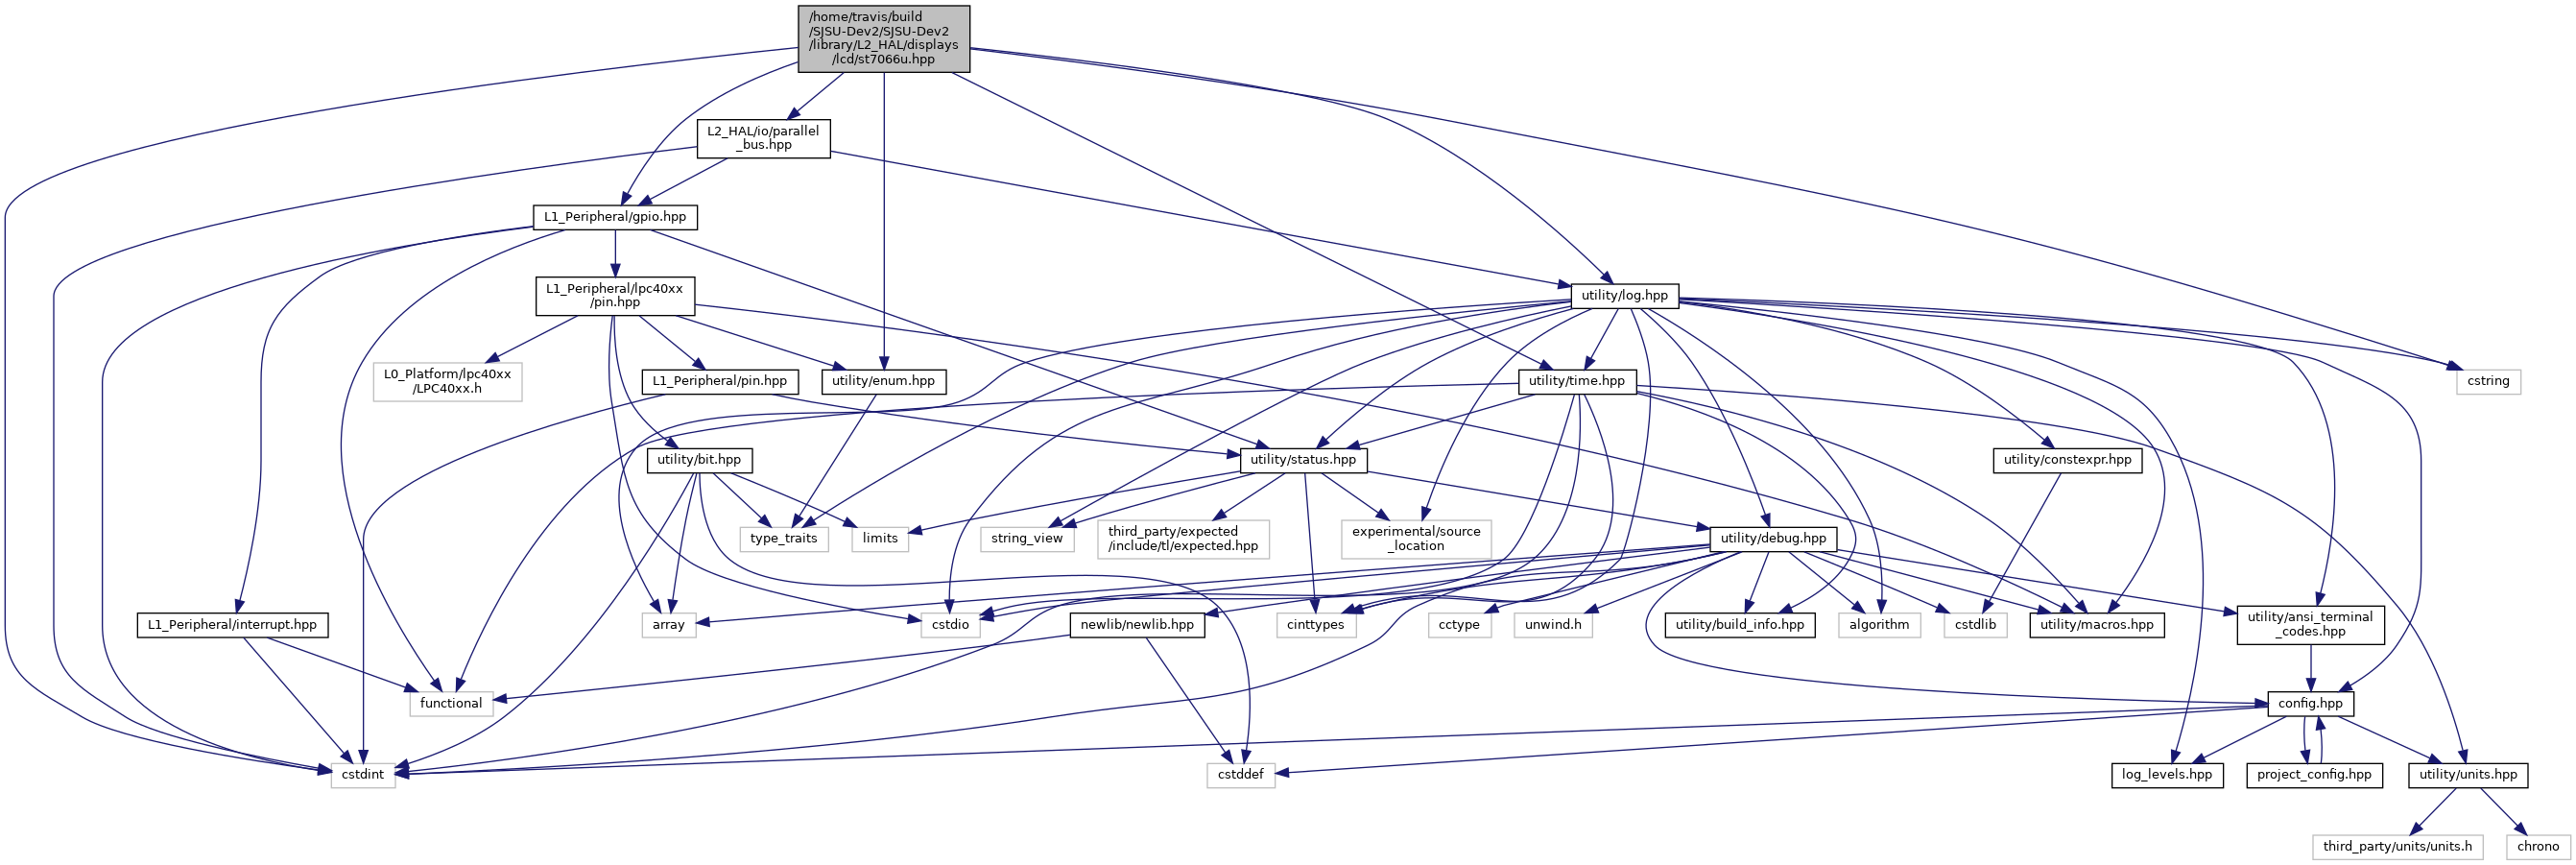 /home/travis/build
/SJSU-Dev2/SJSU-Dev2
/library/L2_HAL/displays
/lcd/st7066u.hpp
L2_HAL/io/parallel
_bus.hpp
L1_Peripheral/gpio.hpp
L1_Peripheral/lpc40xx
/pin.hpp
utility/log.hpp
L0_Platform/lpc40xx
/LPC40xx.h
L1_Peripheral/pin.hpp
utility/enum.hpp
utility/time.hpp
cstring
utility/bit.hpp
utility/status.hpp
utility/constexpr.hpp
type_traits
limits
string_view
third_party/expected
/include/tl/expected.hpp
experimental/source
_location
utility/debug.hpp
L1_Peripheral/interrupt.hpp
array
cstdio
newlib/newlib.hpp
cinttypes
cctype
unwind.h
utility/build_info.hpp
algorithm
cstdlib
utility/macros.hpp
utility/ansi_terminal
_codes.hpp
functional
config.hpp
cstdint
cstddef
log_levels.hpp
project_config.hpp
utility/units.hpp
third_party/units/units.h
chrono